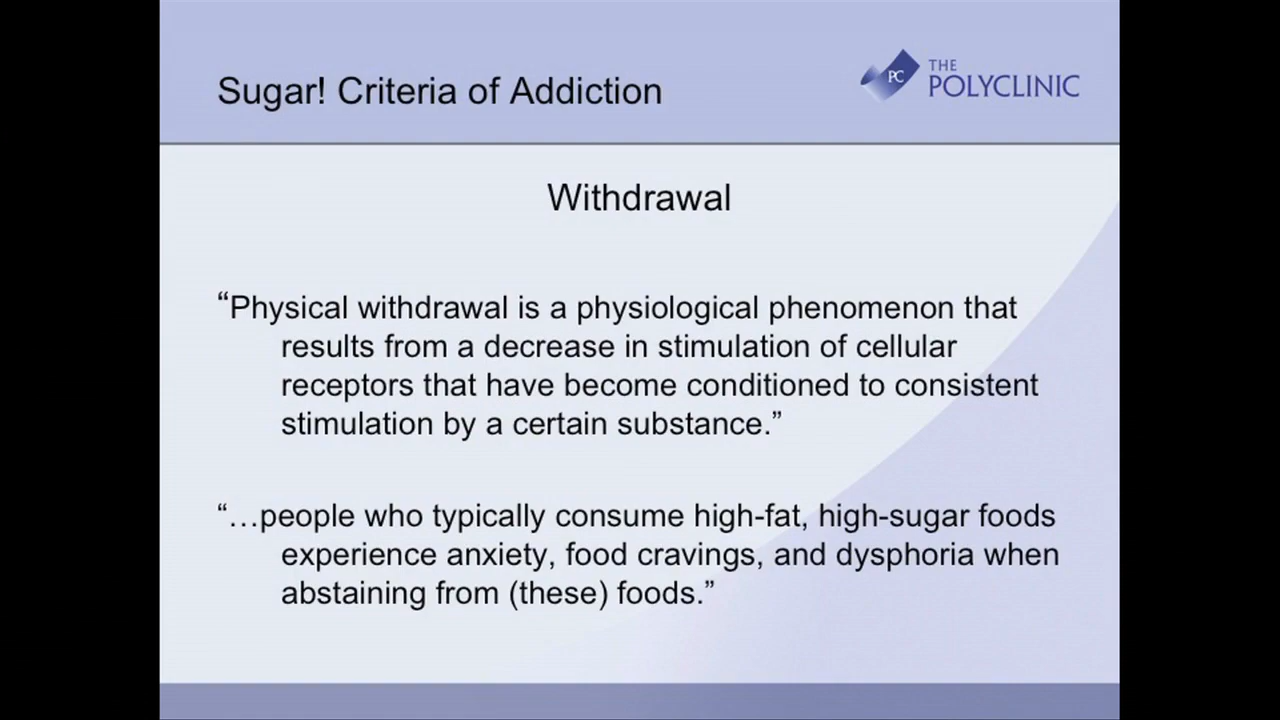 Sugar! Criteria of Addiction
PC
THE
POLYCLINIC
Withdrawal
“Physical withdrawal is a physiological phenomenon that
results from a decrease in stimulation of cellular
receptors that have become conditioned to consistent
stimulation by a certain substance.”
“…people who typically consume high-fat, high-sugar foods
experience anxiety, food cravings, and dysphoria when
abstaining from (these) foods.”